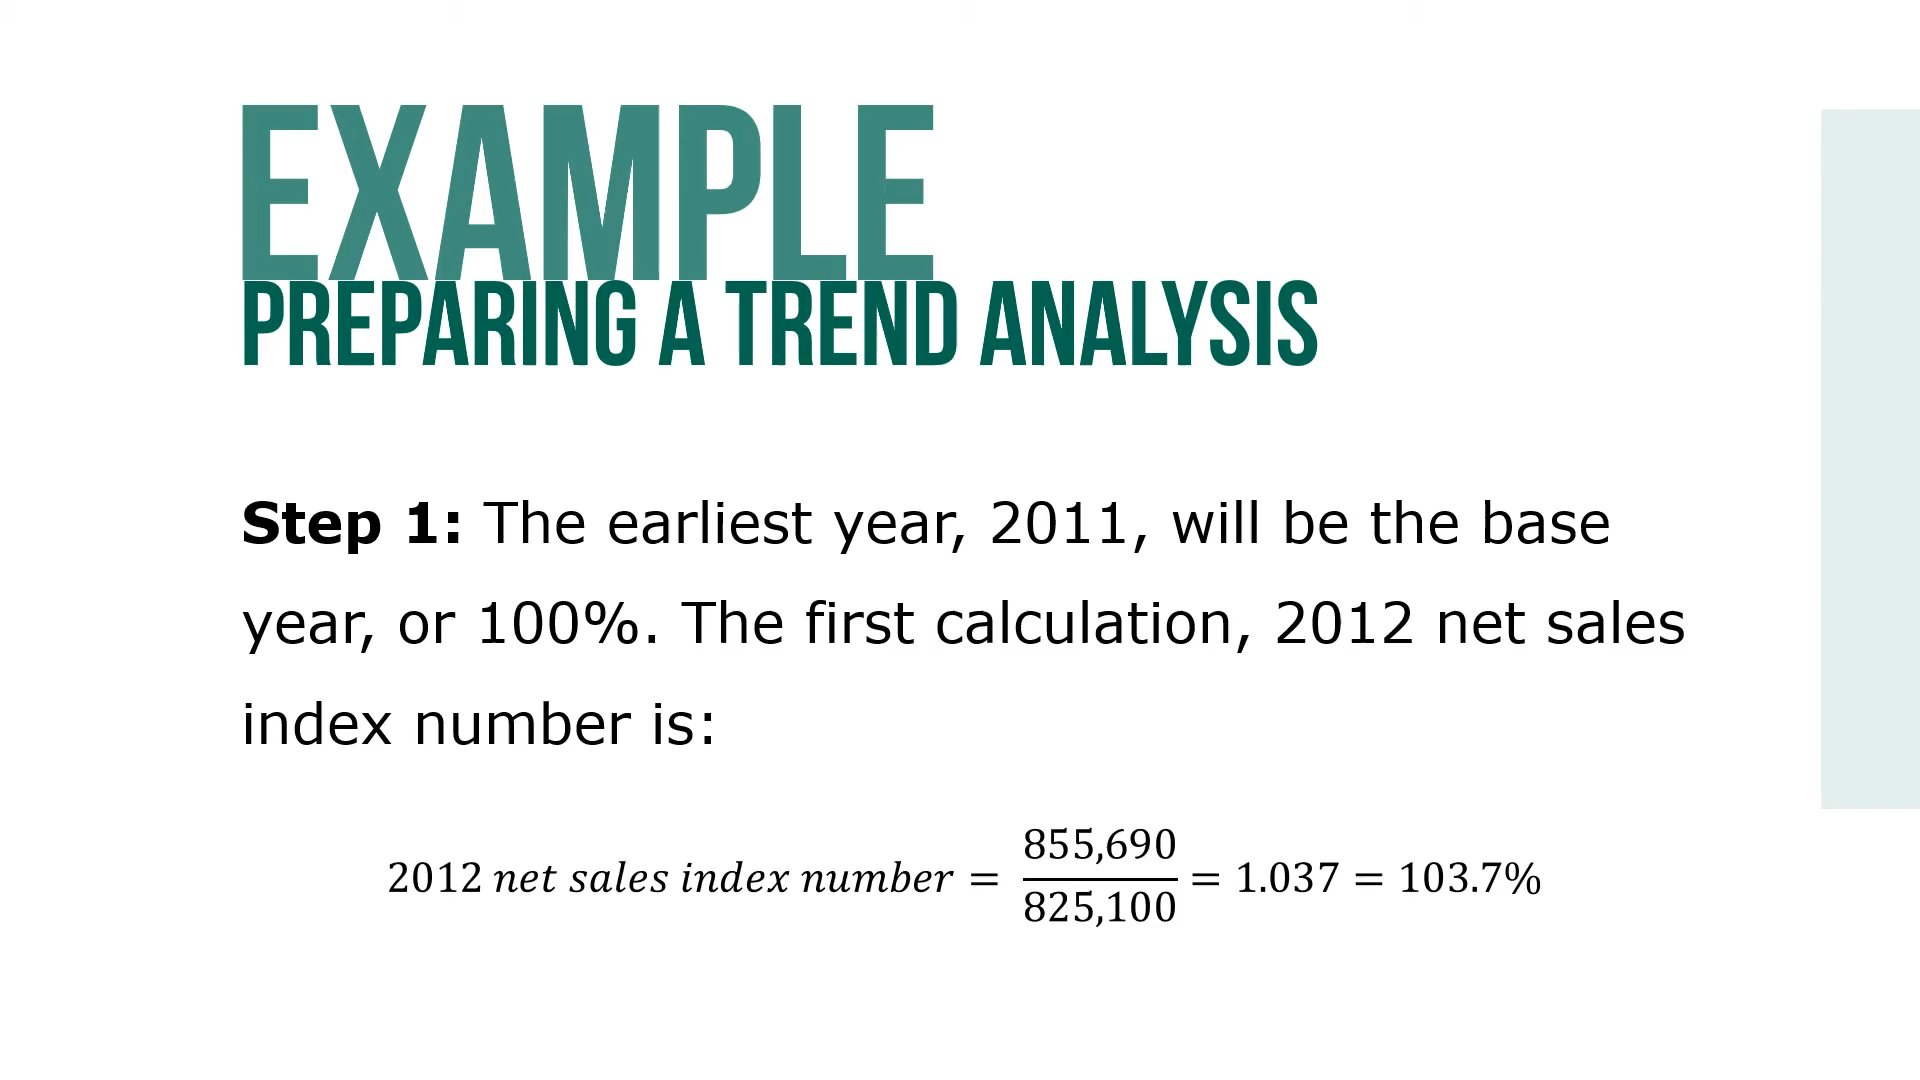 EXAMPLE
PREPARING A TREND ANALYSIS
Step 1: The earliest year, 2011, will be the base
year, or 100%. The first calculation, 2012 net sales
index number is:
2012 net sales index number = 855,690/825,100 = 1.037 = 103.7%